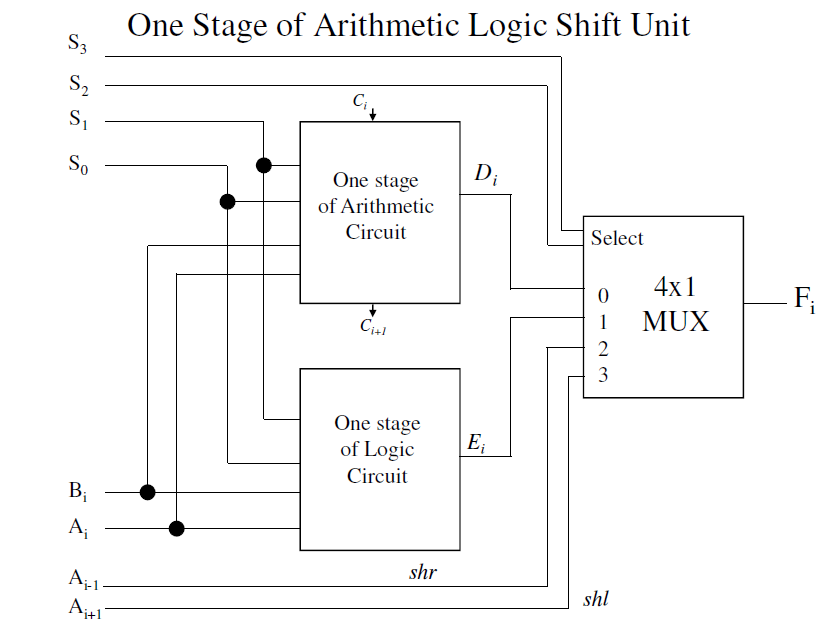 One Stage of Arithmetic Logic Shift Unit
S3
S2
S1
S0
Ci
One stage
of Arithmetic
Circuit
Di
Ci+1
Select
0
1
2
3
4x1
MUX
Fi
One stage
of Logic
Circuit
Ei
Bi
Ai
Ai-1
shr
Ai+1
shl